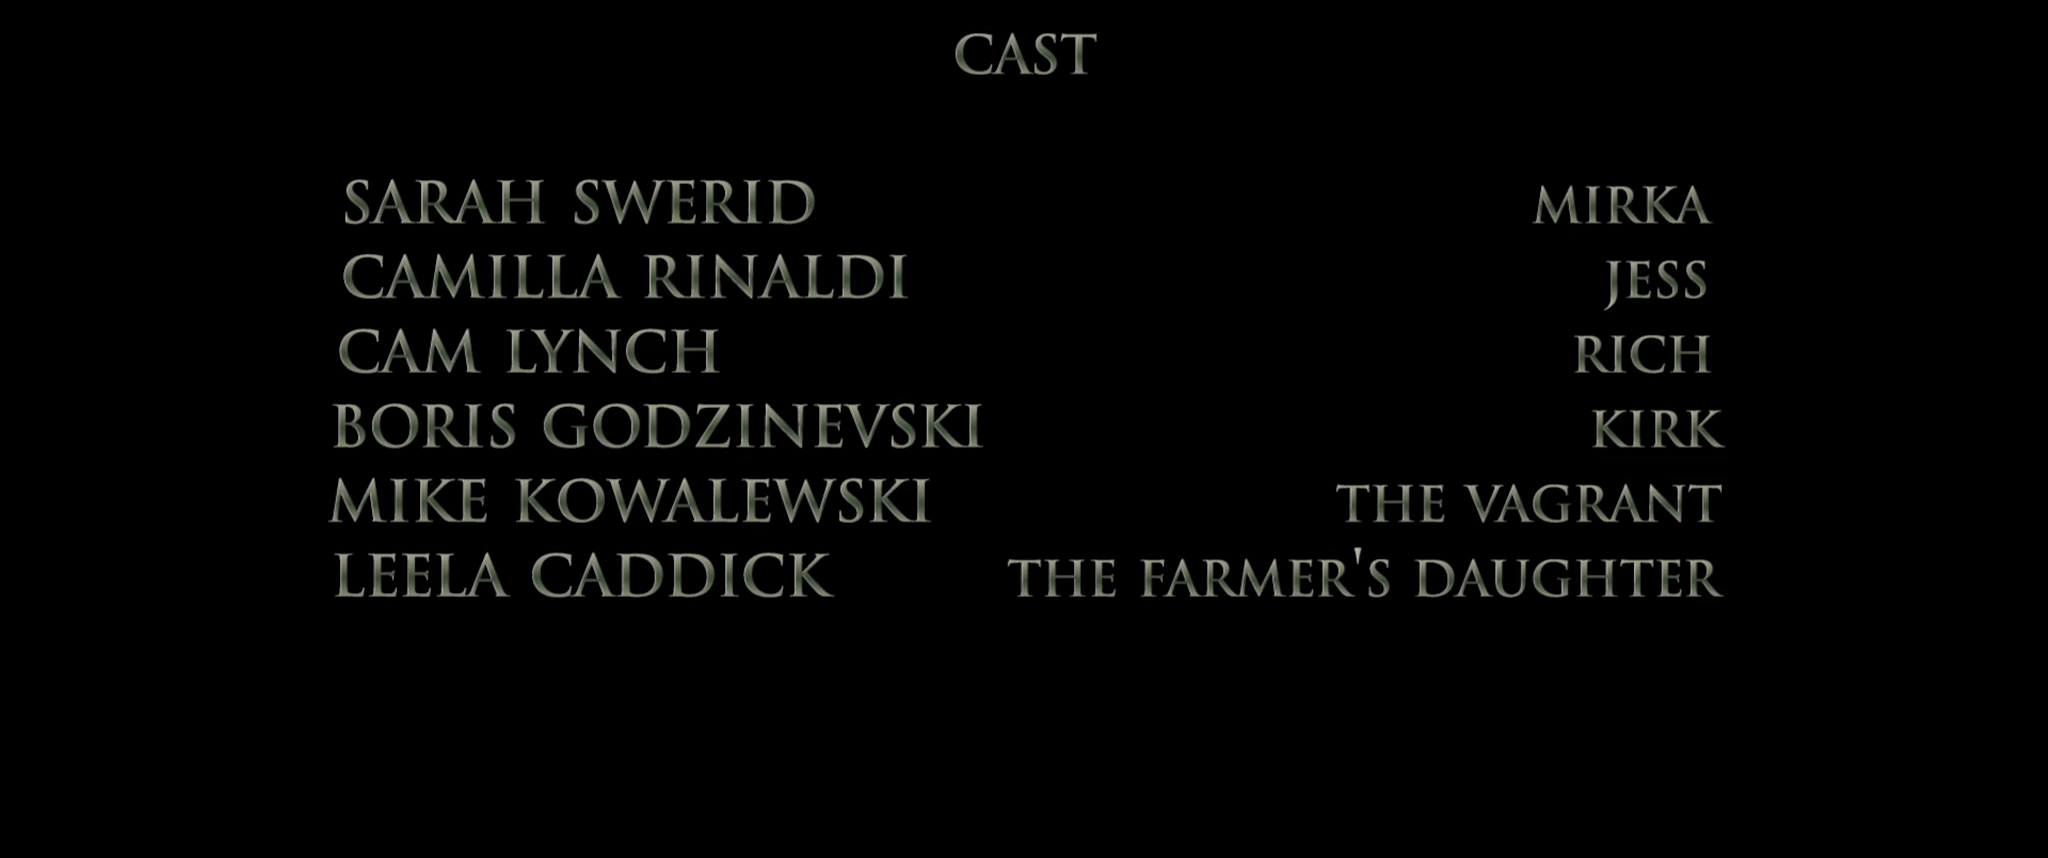 CAST
SARAH SWERID MIRKA
CAMILLA RINALDI JESS
CAM LYNCH RICH
BORIS GODZINEVSKI KIRK
MIKE KOWALEWSKI THE VAGRANT
LEELA CADDICK THE FARMER'S DAUGHTER